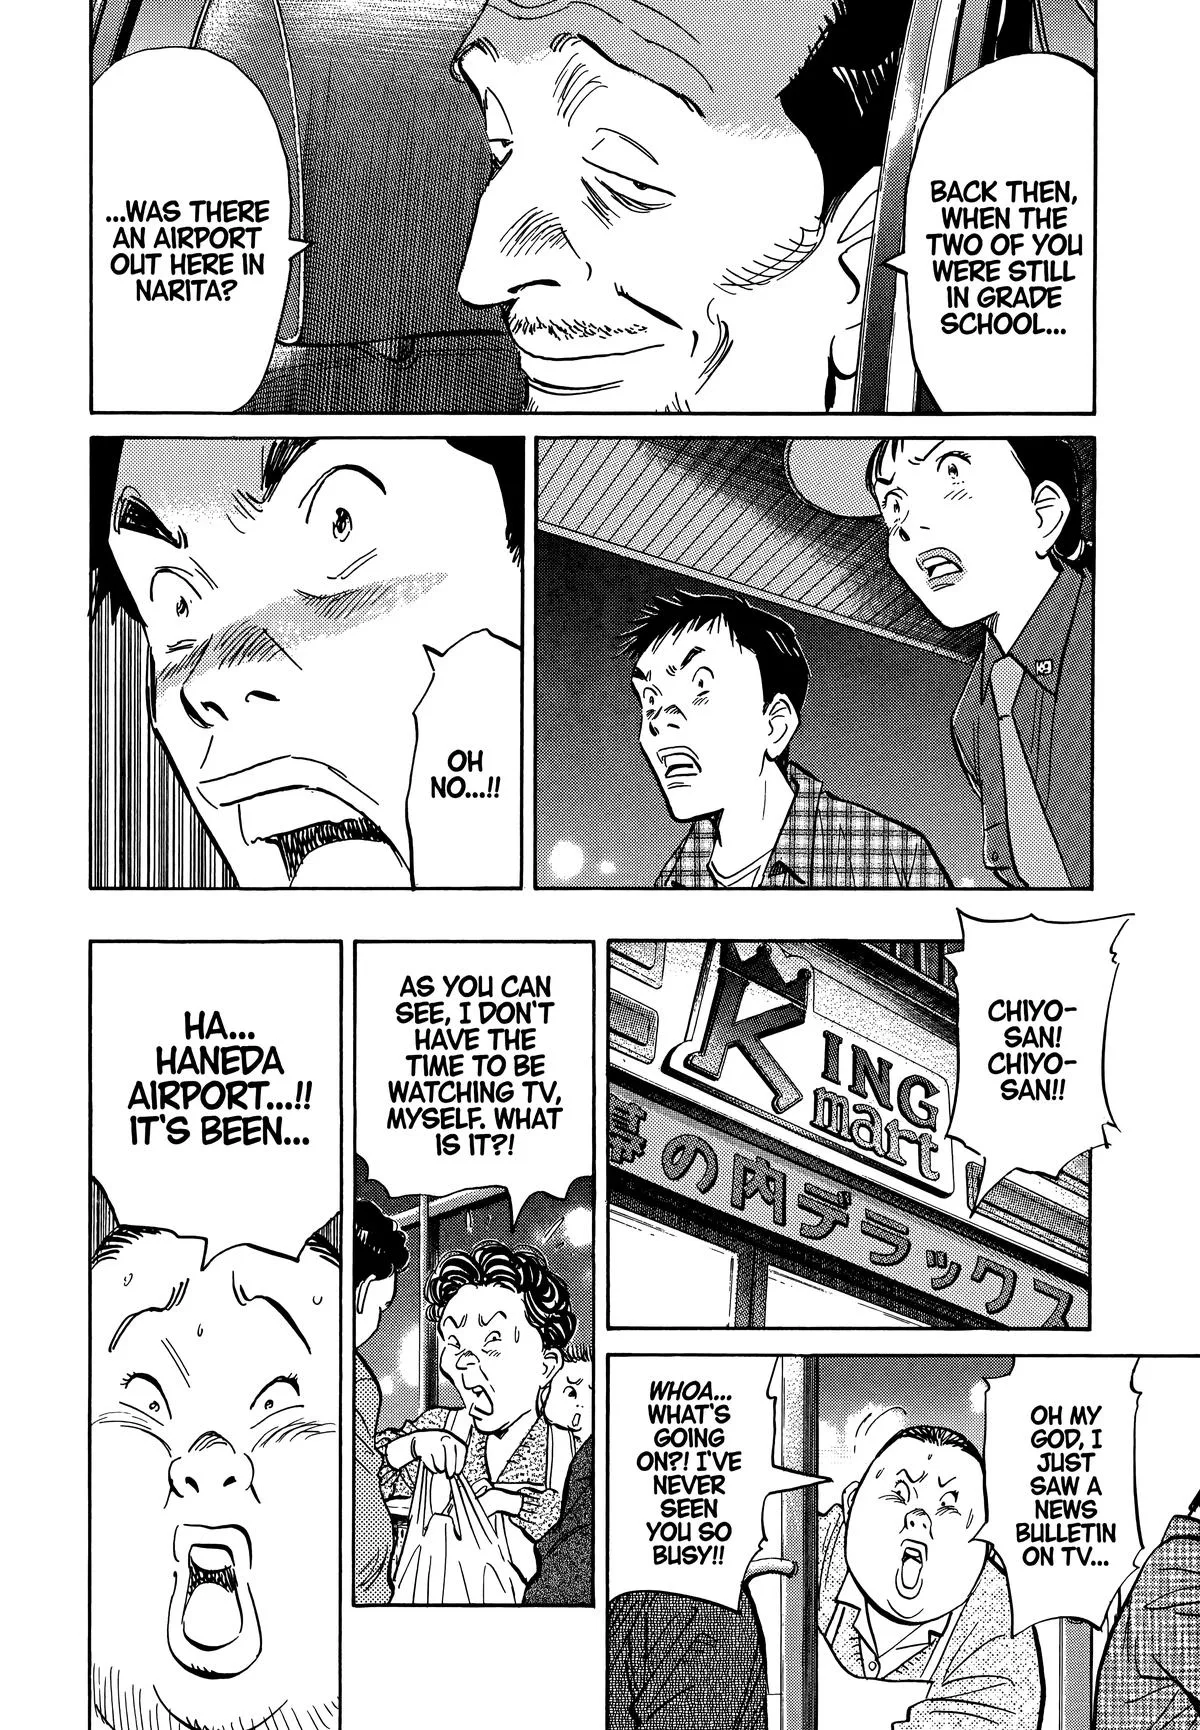 BACK THEN,
WHEN THE
TWO OF YOU
WERE STILL
IN GRADE
SCHOOL...
...WAS THERE
AN AIRPORT
OUT HERE IN
NARITA?
K9
OH
NO...!!
CHIYO-
SAN!
CHIYO-
SAN!!
KING
mart
幕の内デラックス
OH MY
GOD, I
JUST
SAW A
NEWS
BULLETIN
ON TV...
WHOA...
WHAT'S
GOING
ON?! I'VE
NEVER
SEEN
YOU SO
BUSY!!
AS YOU CAN
SEE, I DON'T
HAVE THE
TIME TO BE
WATCHING TV,
MYSELF. WHAT
IS IT?!
HA...
HANEDA
AIRPORT...!!
IT'S BEEN...